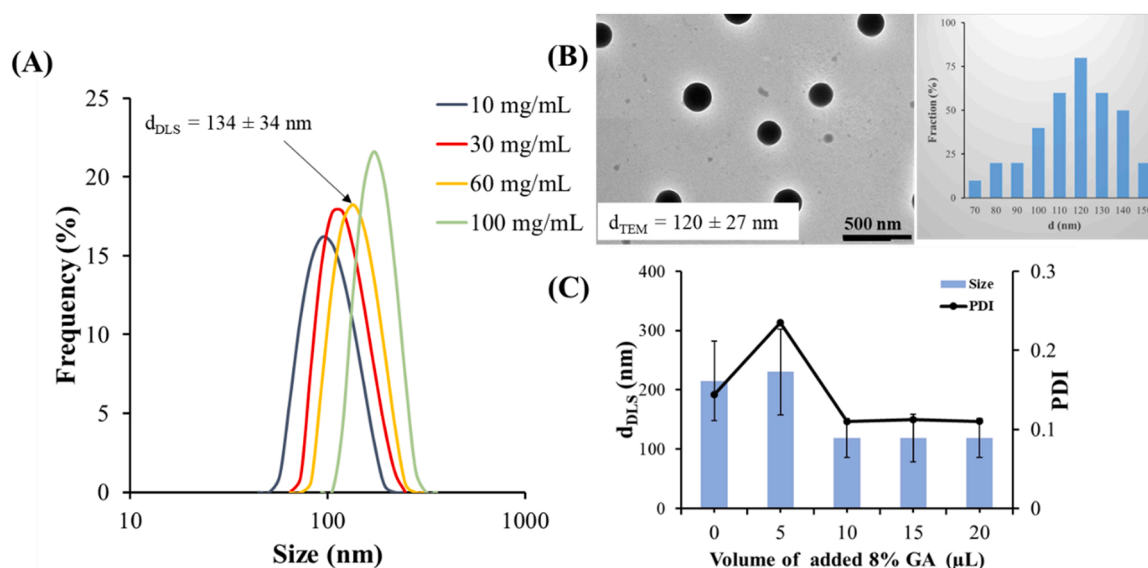 (A)
25
20
15
10
5
0
10
100
1000
Frequency (%)
Size (nm)
d_DLS = 134 ± 34 nm
10 mg/mL
30 mg/mL
60 mg/mL
100 mg/mL
(B)
d_TEM = 120 ± 27 nm
500 nm
100
75
50
25
0
Fraction (%)
70 80 90 100 110 120 130 140 150
d (nm)
(C)
400
300
200
100
0
d_DLS (nm)
Size
PDI
0.3
0.2
0.1
0
PDI
0 5 10 15 20
Volume of added 8% GA (µL)